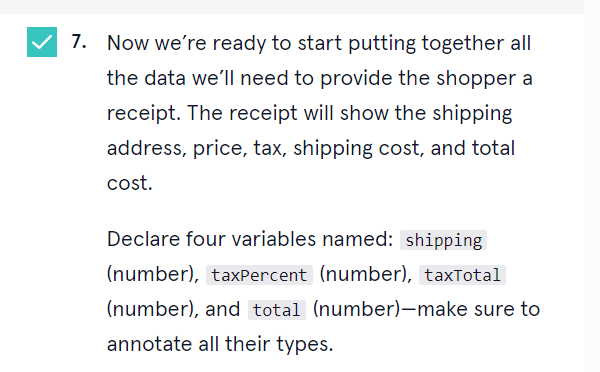 7. Now we’re ready to start putting together all
the data we’ll need to provide the shopper a
receipt. The receipt will show the shipping
address, price, tax, shipping cost, and total
cost.
Declare four variables named: shipping
(number), taxPercent (number), taxTotal
(number), and total (number)—make sure to
annotate all their types.